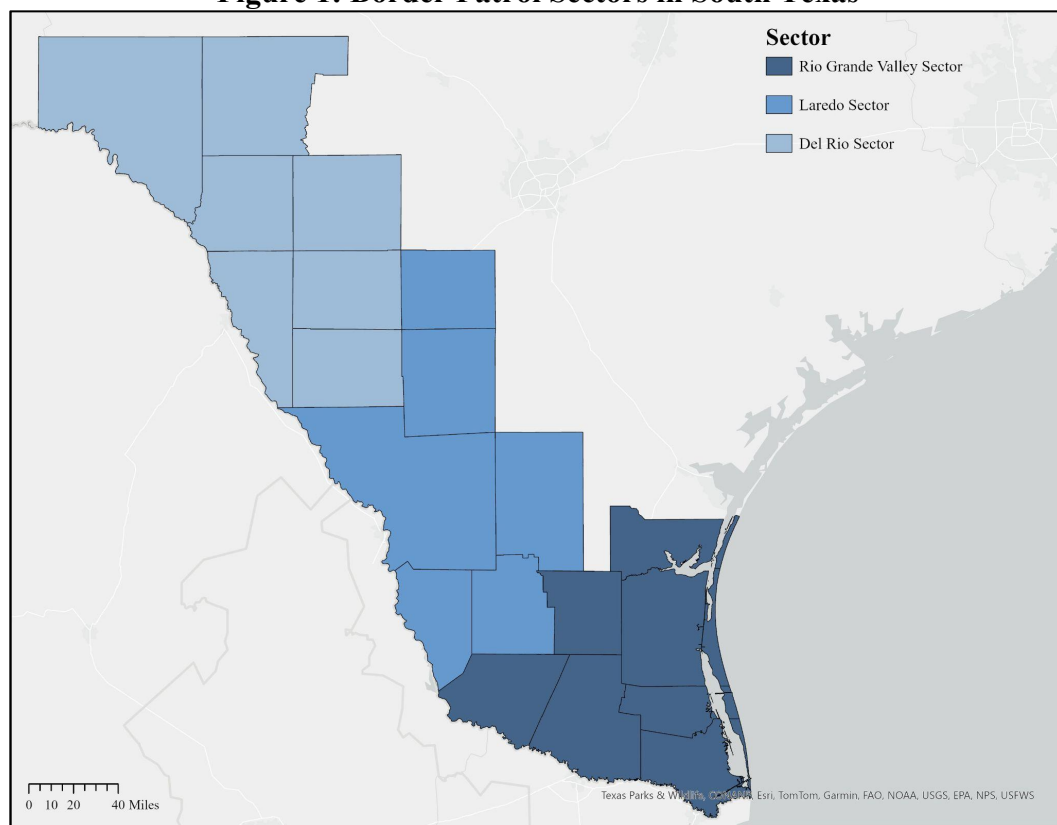 Figure 1: Border Patrol Sectors in South Texas
Sector
Rio Grande Valley Sector
Laredo Sector
Del Rio Sector
0 10 20 40 Miles
Texas Parks & Wildlife, CONANP, Esri, TomTom, Garmin, FAO, NOAA, USGS, EPA, NPS, USFWS